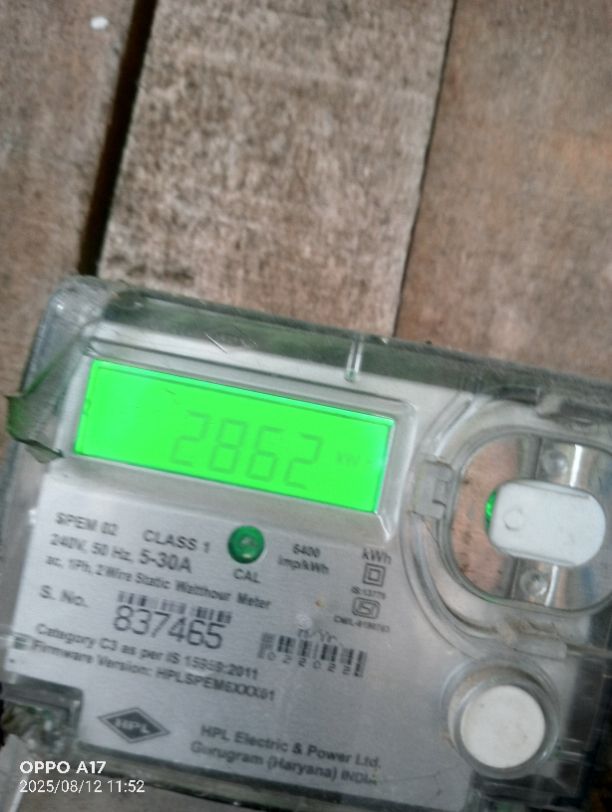 2862
SPEM 02 CLASS 1
240V, 50 Hz, 5-30A
ac, 1Ph, 2 Wire Static Watthour Meter
CAL
6400
imp/kWh
kWh
IS:13779
S. No.
837465
Category C3 as per IS 15959:2011
Firmware Version:
HPL
HPL Electric & Power Ltd.
Gurugram (Haryana) INDIA
OPPO A17
2025/08/12 11:52